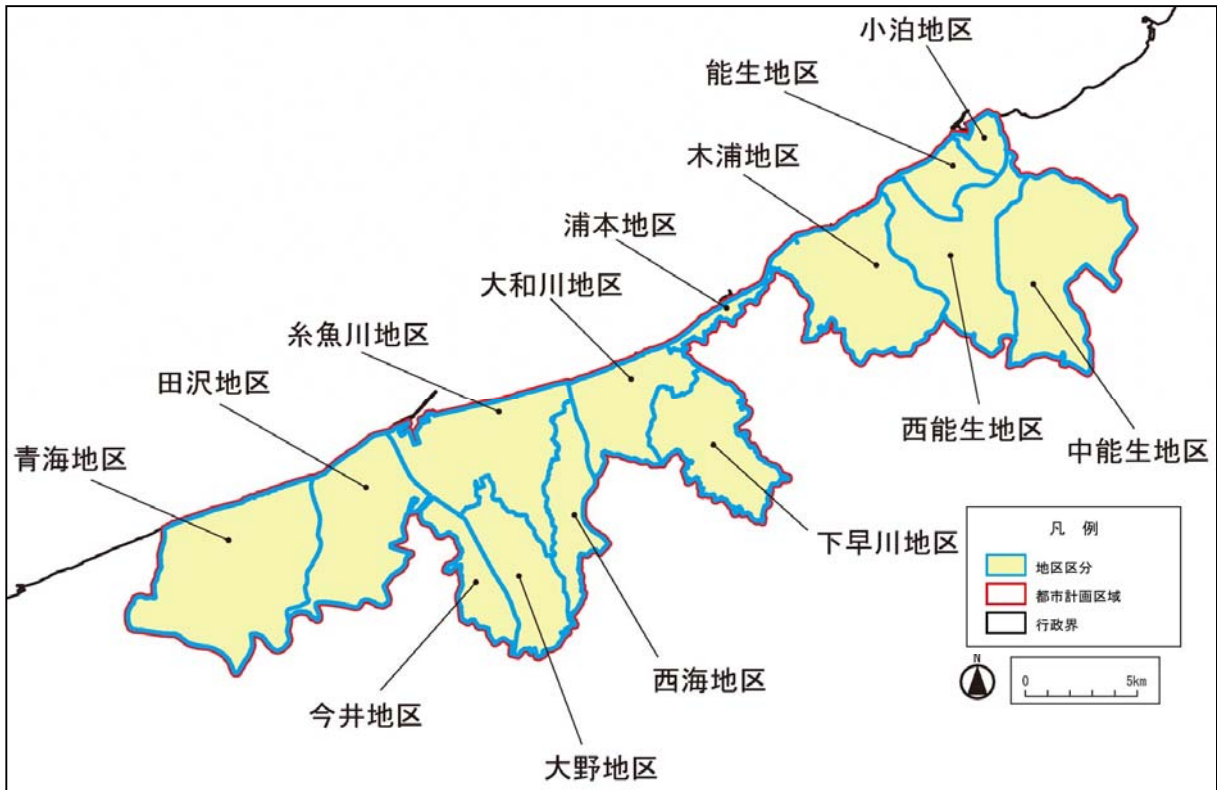 小泊地区
能生地区
木浦地区
浦本地区
大和川地区
糸魚川地区
田沢地区
青海地区
西能生地区
中能生地区
下早川地区
西海地区
今井地区
大野地区
凡 例
地区区分
都市計画区域
行政界
N
0 5km